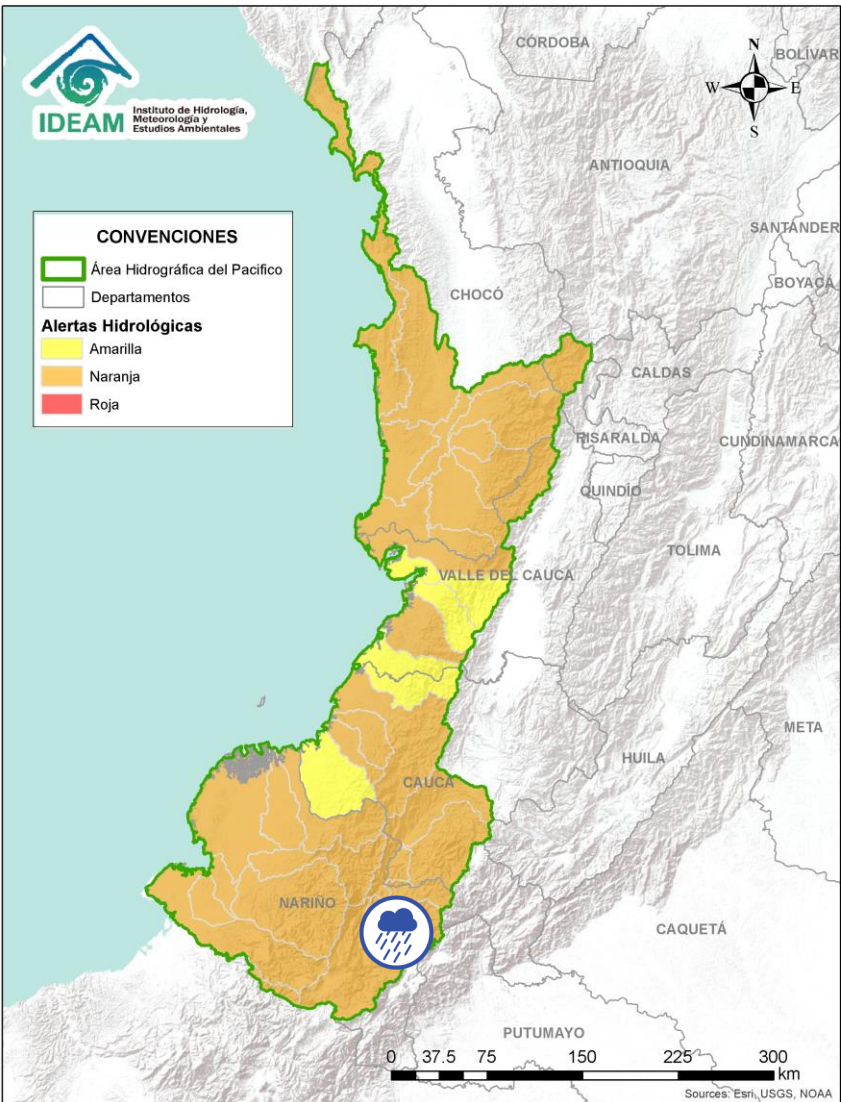 IDEAM
Instituto de Hidrología,
Meteorología y
Estudios Ambientales
N
W
E
S
CÓRDOBA
BOLIVAR
ANTIOQUIA
SANTANDER
BOYACÁ
CHOCÓ
CONVENCIONES
Área Hidrográfica del Pacifico
Departamentos
Alertas Hidrológicas
Amarilla
Naranja
Roja
CALDAS
RISARALDA
CUNDINAMARCA
QUINDÍO
TOLIMA
VALLE DEL CAUCA
META
HUILA
CAUCA
NARIÑO
CAQUETÁ
PUTUMAYO
0 37.5 75 150 225 300
km
Sources: Esri, USGS, NOAA